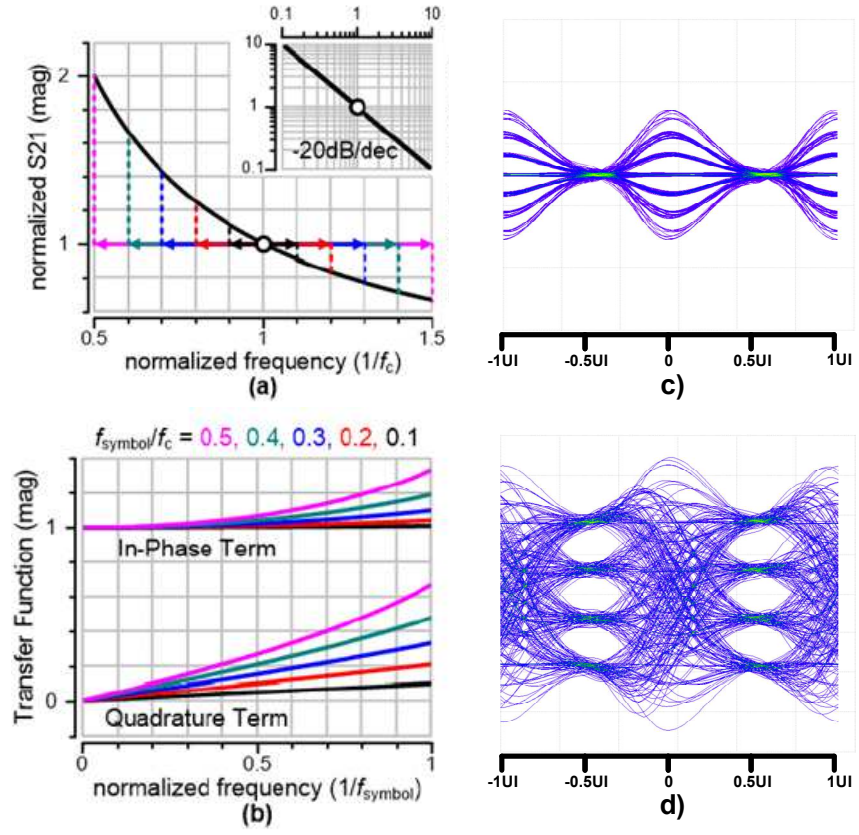 0.1 1 10
10
1
0.1
-20dB/dec
normalized S21 (mag)
2
1
0.5 1 1.5
normalized frequency (1/fc)
(a)
-1UI -0.5UI 0 0.5UI 1UI
c)
fsymbol/fc = 0.5, 0.4, 0.3, 0.2, 0.1
Transfer Function (mag)
1
In-Phase Term
0
Quadrature Term
0 0.5 1
normalized frequency (1/fsymbol)
(b)
-1UI -0.5UI 0 0.5UI 1UI
d)